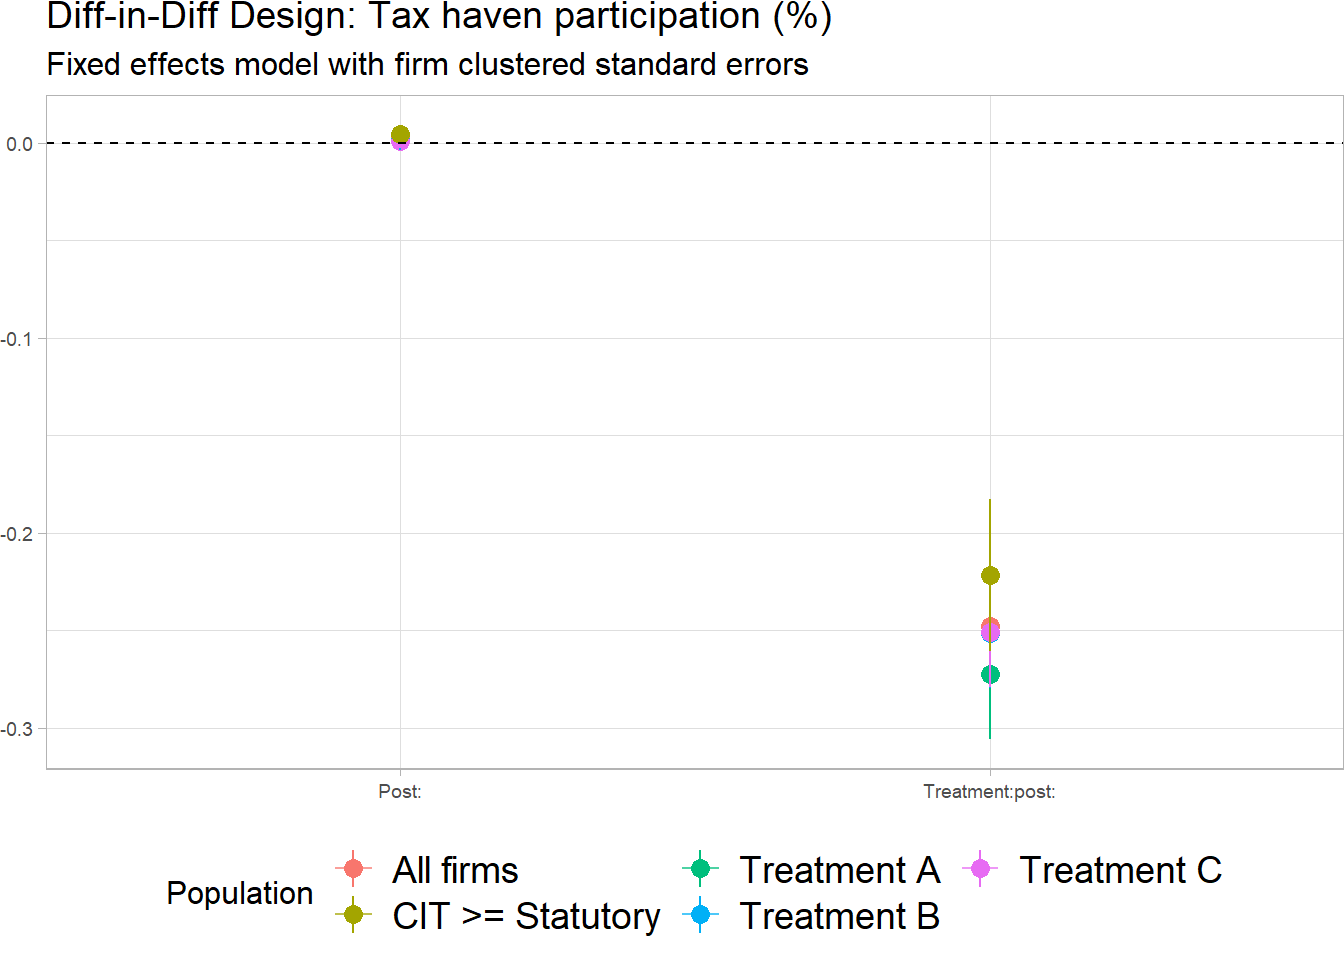 Diff-in-Diff Design: Tax haven participation (%)
Fixed effects model with firm clustered standard errors
0.0
-0.1
-0.2
-0.3
Post:
Treatment:post:
Population
All firms
CIT >= Statutory
Treatment A
Treatment B
Treatment C